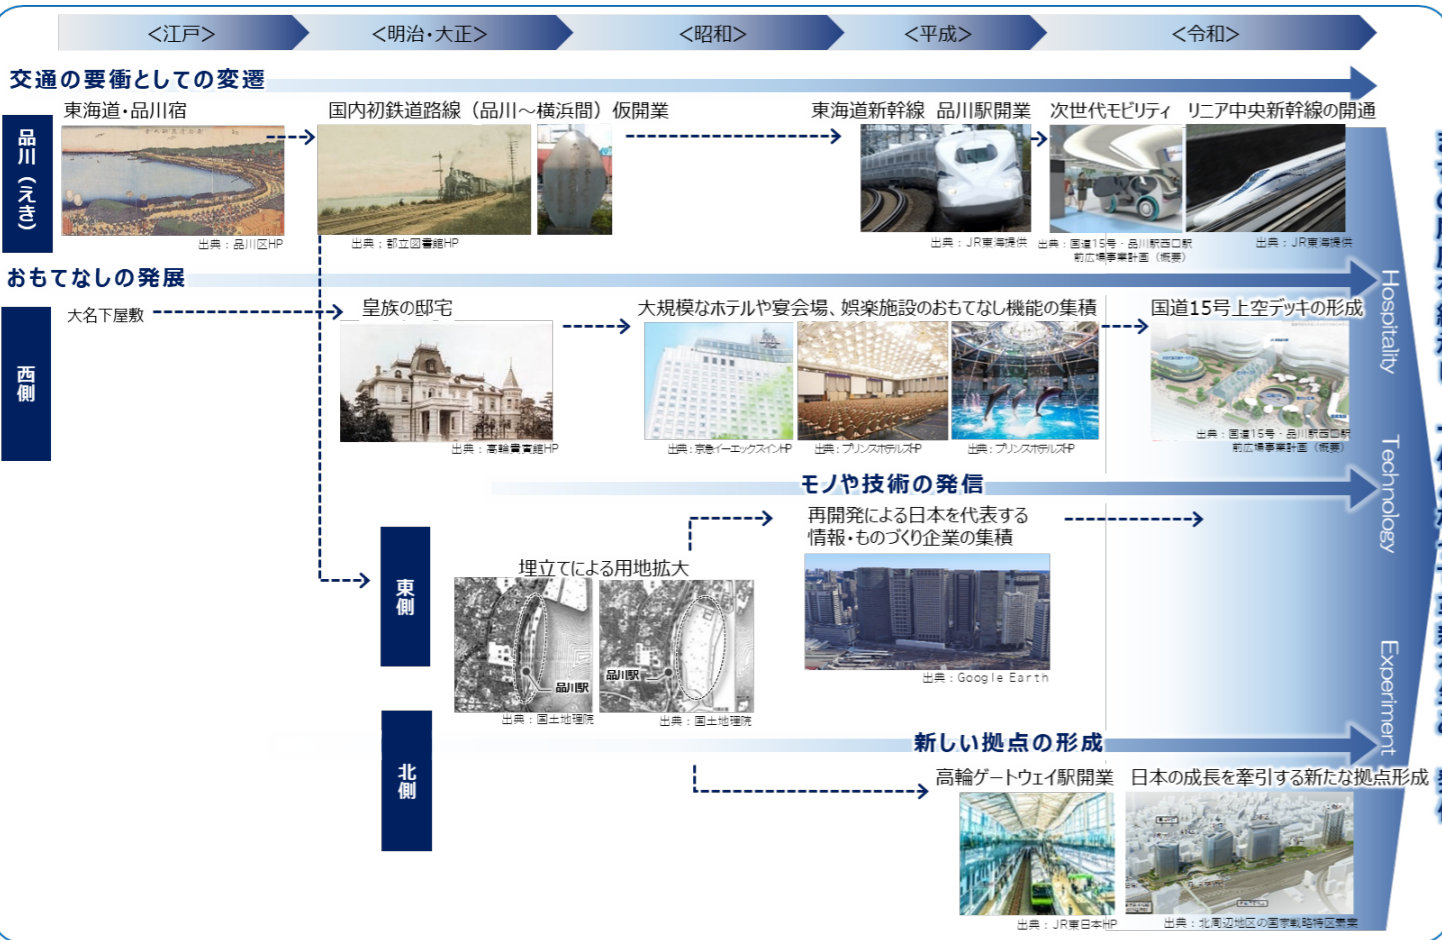 <江戸>
<明治・大正>
<昭和>
<平成>
<令和>
交通の要衝としての変遷
品川（えき）
東海道・品川宿
国内初鉄道路線（品川～横浜間）仮開業
東海道新幹線 品川駅開業
次世代モビリティ
リニア中央新幹線の開通
出典：品川区HP
出典：都立図書館HP
出典：JR東海提供
出典：国道15号・品川駅西口駅
前広場事業計画（概要）
出典：JR東海提供
おもてなしの発展
西側
大名下屋敷
皇族の邸宅
大規模なホテルや宴会場、娯楽施設のおもてなし機能の集積
国道15号上空デッキの形成
出典：高輪貴賓館HP
出典：京急イーエックスインHP
出典：プリンスホテルズHP
出典：プリンスホテルズHP
出典：国道15号・品川駅西口駅
前広場事業計画（概要）
Hospitality
モノや技術の発信
東側
埋立てによる用地拡大
再開発による日本を代表する
情報・ものづくり企業の集積
品川駅
品川駅
出典：国土地理院
出典：国土地理院
出典：Google Earth
Technology
新しい拠点の形成
北側
高輪ゲートウェイ駅開業
日本の成長を牽引する新たな拠点形成
出典：JR東日本HP
出典：北周辺地区の国家戦略特区素案
Experiment